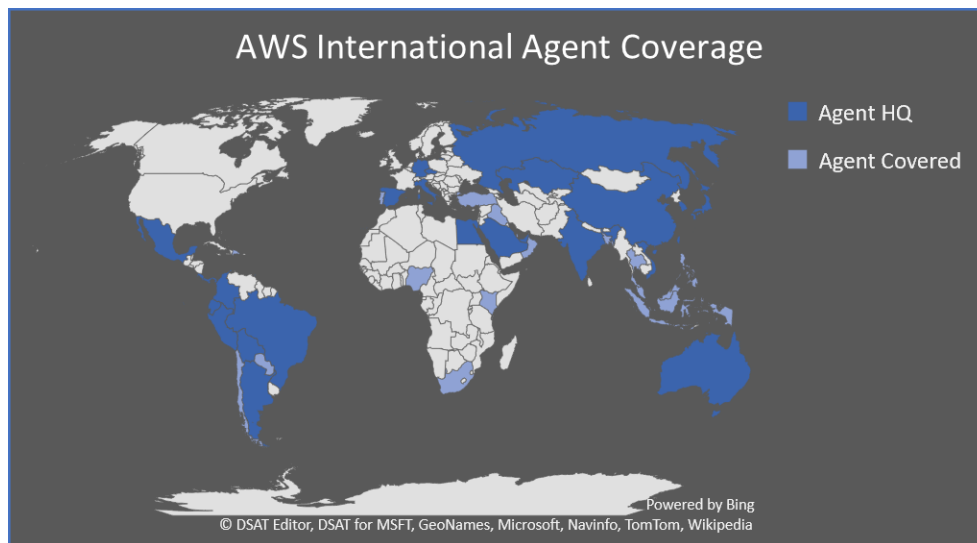 AWS International Agent Coverage
Agent HQ
Agent Covered
Powered by Bing
© DSAT Editor, DSAT for MSFT, GeoNames, Microsoft, Navinfo, TomTom, Wikipedia